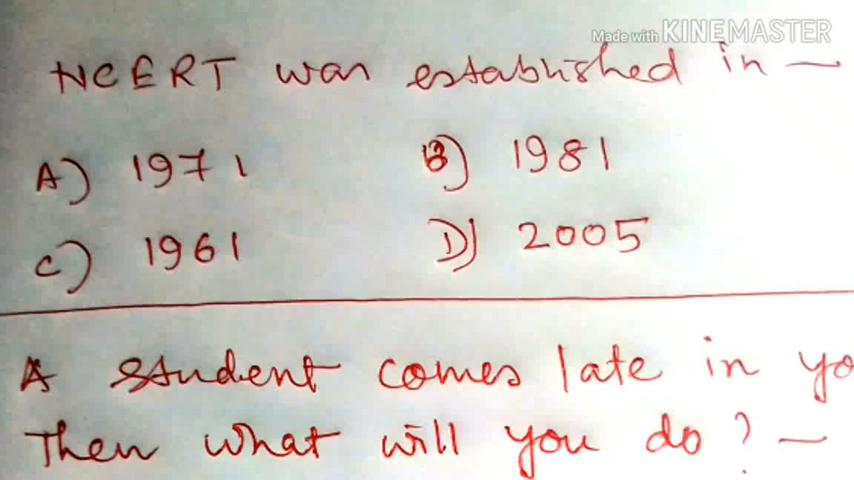 Made with KINEMASTER
NCERT was established in —
A) 1971 B) 1981
C) 1961 D) 2005
A student comes late in yo
Then what will you do? —